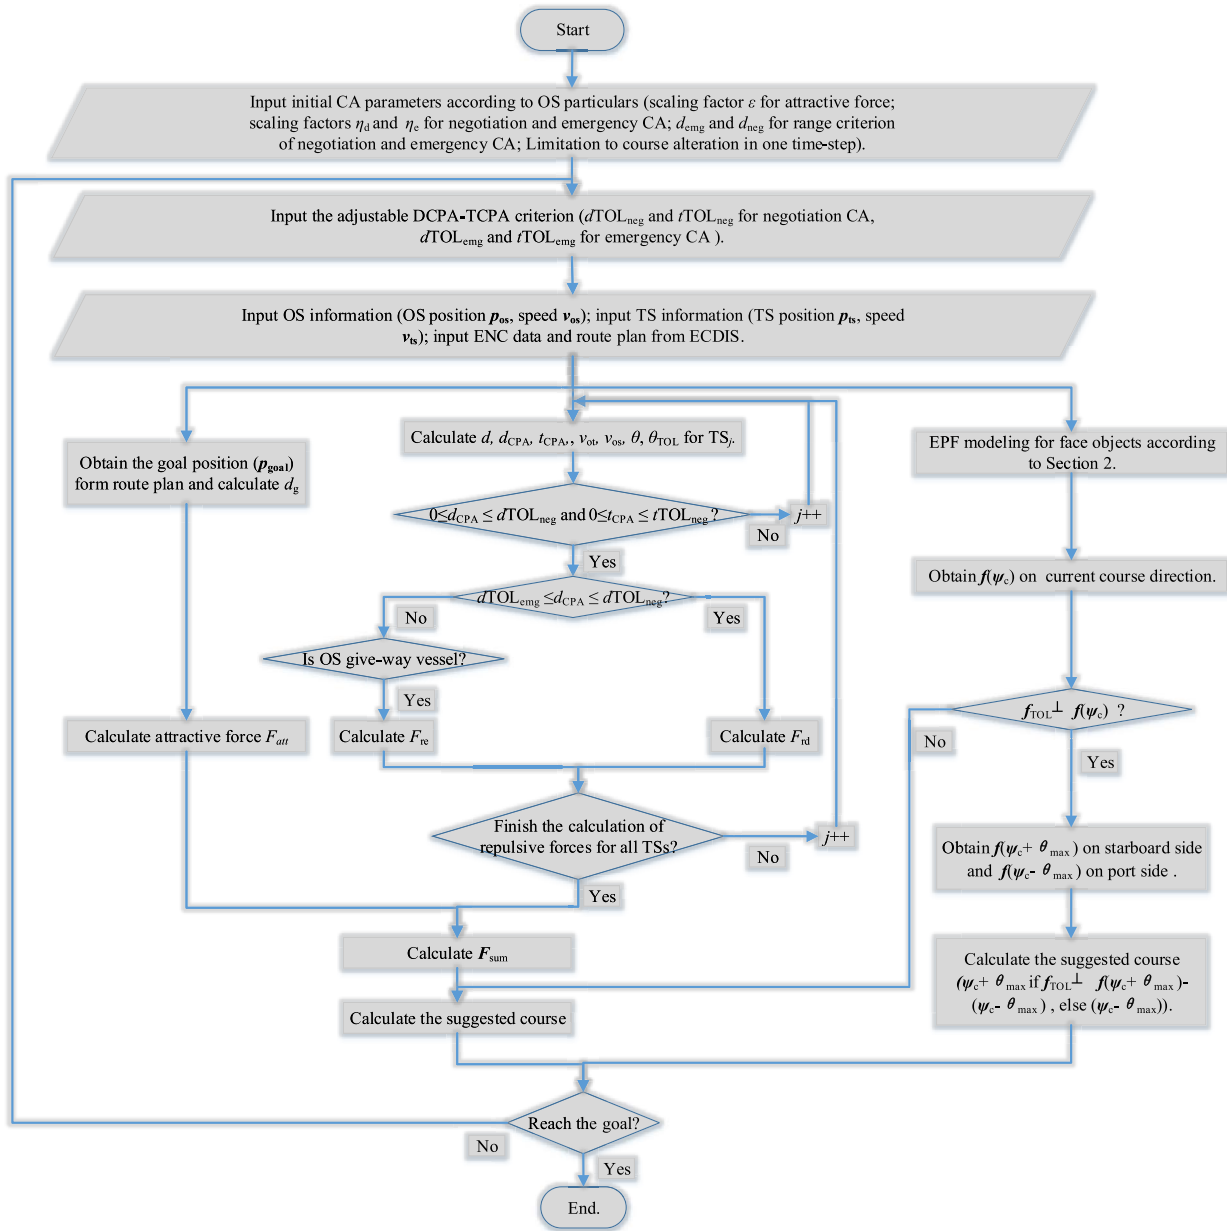 Start
Input initial CA parameters according to OS particulars (scaling factor ε for attractive force;
scaling factors ηd and ηe for negotiation and emergency CA; demg and dneg for range criterion
of negotiation and emergency CA; Limitation to course alteration in one time-step).
Input the adjustable DCPA-TCPA criterion (dTOLneg and tTOLneg for negotiation CA,
dTOLemg and tTOLemg for emergency CA ).
Input OS information (OS position pos, speed vos); input TS information (TS position pts, speed
vts); input ENC data and route plan from ECDIS.
Obtain the goal position (pgoal)
form route plan and calculate dg
Calculate d, dCPA, tCPA,, vot, vos, θ, θTOL for TSj.
EPF modeling for face objects according
to Section 2.
0≤dCPA ≤ dTOLneg and 0≤tCPA ≤ tTOLneg?
j++
No
Yes
Obtain f(ψc) on current course direction.
dTOLemg ≤dCPA ≤ dTOLneg?
No
Yes
Is OS give-way vessel?
Yes
fTOL⊥ f(ψc) ?
Calculate attractive force Fatt
Calculate Fre
Calculate Frd
No
Yes
Finish the calculation of
repulsive forces for all TSs?
j++
No
Yes
Obtain f(ψc+ θmax) on starboard side
and f(ψc- θmax) on port side .
Calculate Fsum
Calculate the suggested course
(ψc+ θmax if fTOL⊥ f(ψc+ θmax)-
(ψc- θmax) , else (ψc- θmax)).
Calculate the suggested course
Reach the goal?
No
Yes
End.